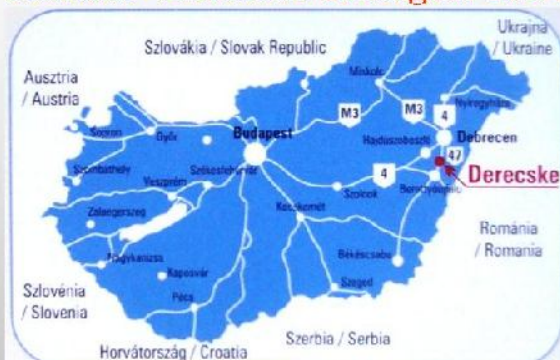 Ukrajna
/ Ukraine
Szlovákia / Slovak Republic
Ausztria
/ Austria
Miskolc
M3
M3
4
Nyíregyháza
Sopron
Győr
Budapest
Hajdúszoboszló
Debrecen
47
Derecske
Szombathely
Székesfehérvár
Veszprém
4
Szolnok
Berettyóújfalu
Zalaegerszeg
Kecskemét
Románia
/ Romania
Nagykanizsa
Kaposvár
Békéscsaba
Szlovénia
/ Slovenia
Pécs
Szeged
Szerbia / Serbia
Horvátország / Croatia